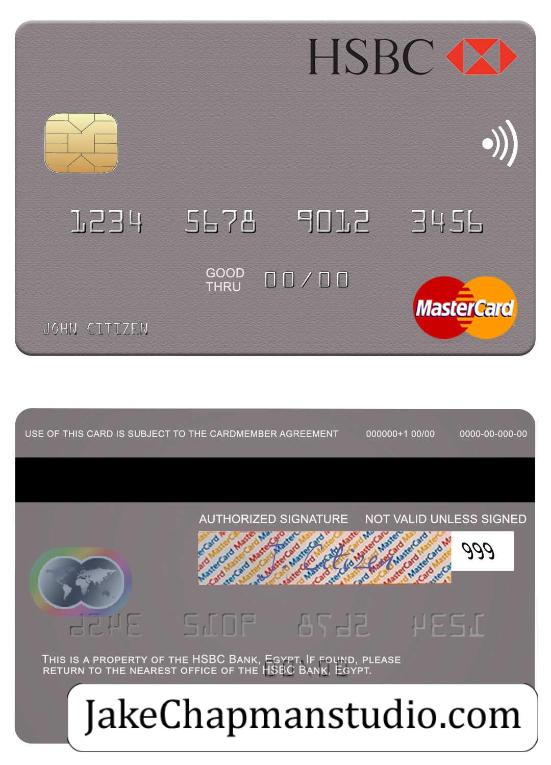 HSBC
1234 5678 9012 3456
GOOD THRU 00/00
MasterCard
JOHN CITIZEN
USE OF THIS CARD IS SUBJECT TO THE CARDMEMBER AGREEMENT 000000+1 00/00 0000-00-000-00
AUTHORIZED SIGNATURE NOT VALID UNLESS SIGNED
999
THIS IS A PROPERTY OF THE HSBC BANK, EGYPT. IF FOUND, PLEASE
RETURN TO THE NEAREST OFFICE OF THE HSBC BANK, EGYPT.
JakeChapmanstudio.com